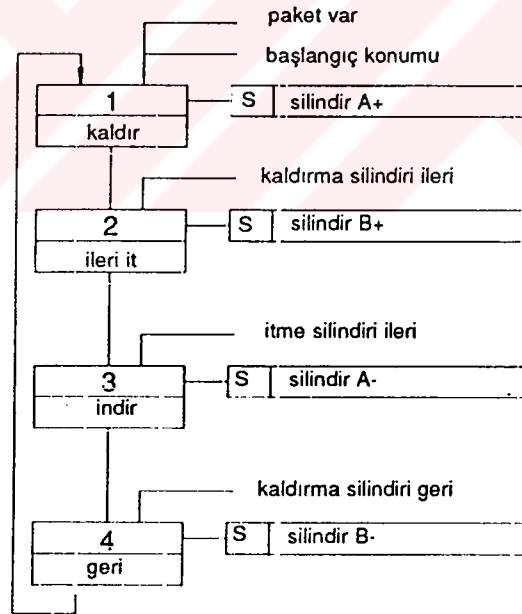 paket var
başlangıç konumu
1
S silindir A+
kaldır
kaldırma silindiri ileri
2
S silindir B+
ileri it
itme silindiri ileri
3
S silindir A-
indir
kaldırma silindiri geri
4
S silindir B-
geri